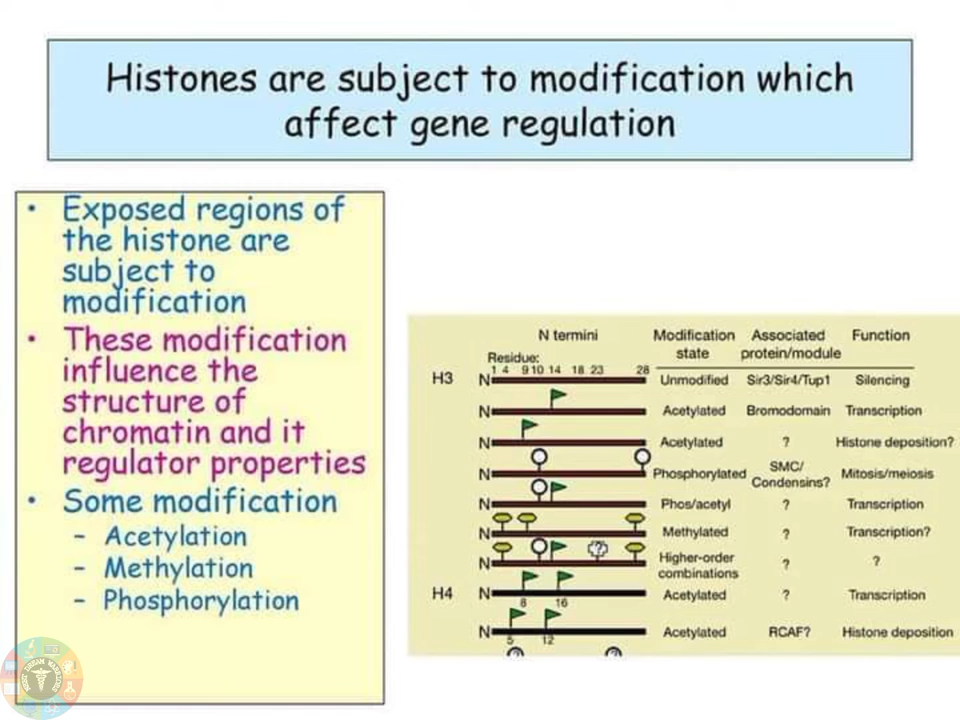 Histones are subject to modification which
affect gene regulation
• Exposed regions of
the histone are
subject to
modification
• These modification
influence the
structure of
chromatin and it
regulator properties
• Some modification
– Acetylation
– Methylation
– Phosphorylation
N termini Modification Associated Function
state protein/module
Residue:
1 4 9 10 14 18 23 28
H3 N Unmodified Sir3/Sir4/Tup1 Silencing
N Acetylated Bromodomain Transcription
N Acetylated ? Histone deposition?
N Phosphorylated SMC/ Mitosis/meiosis
Condensins?
N Phos/acetyl ? Transcription
N Methylated ? Transcription?
N ? Higher-order ? ?
combinations
H4 N Acetylated ? Transcription
8 16
N Acetylated RCAF? Histone deposition
5 12
? ?